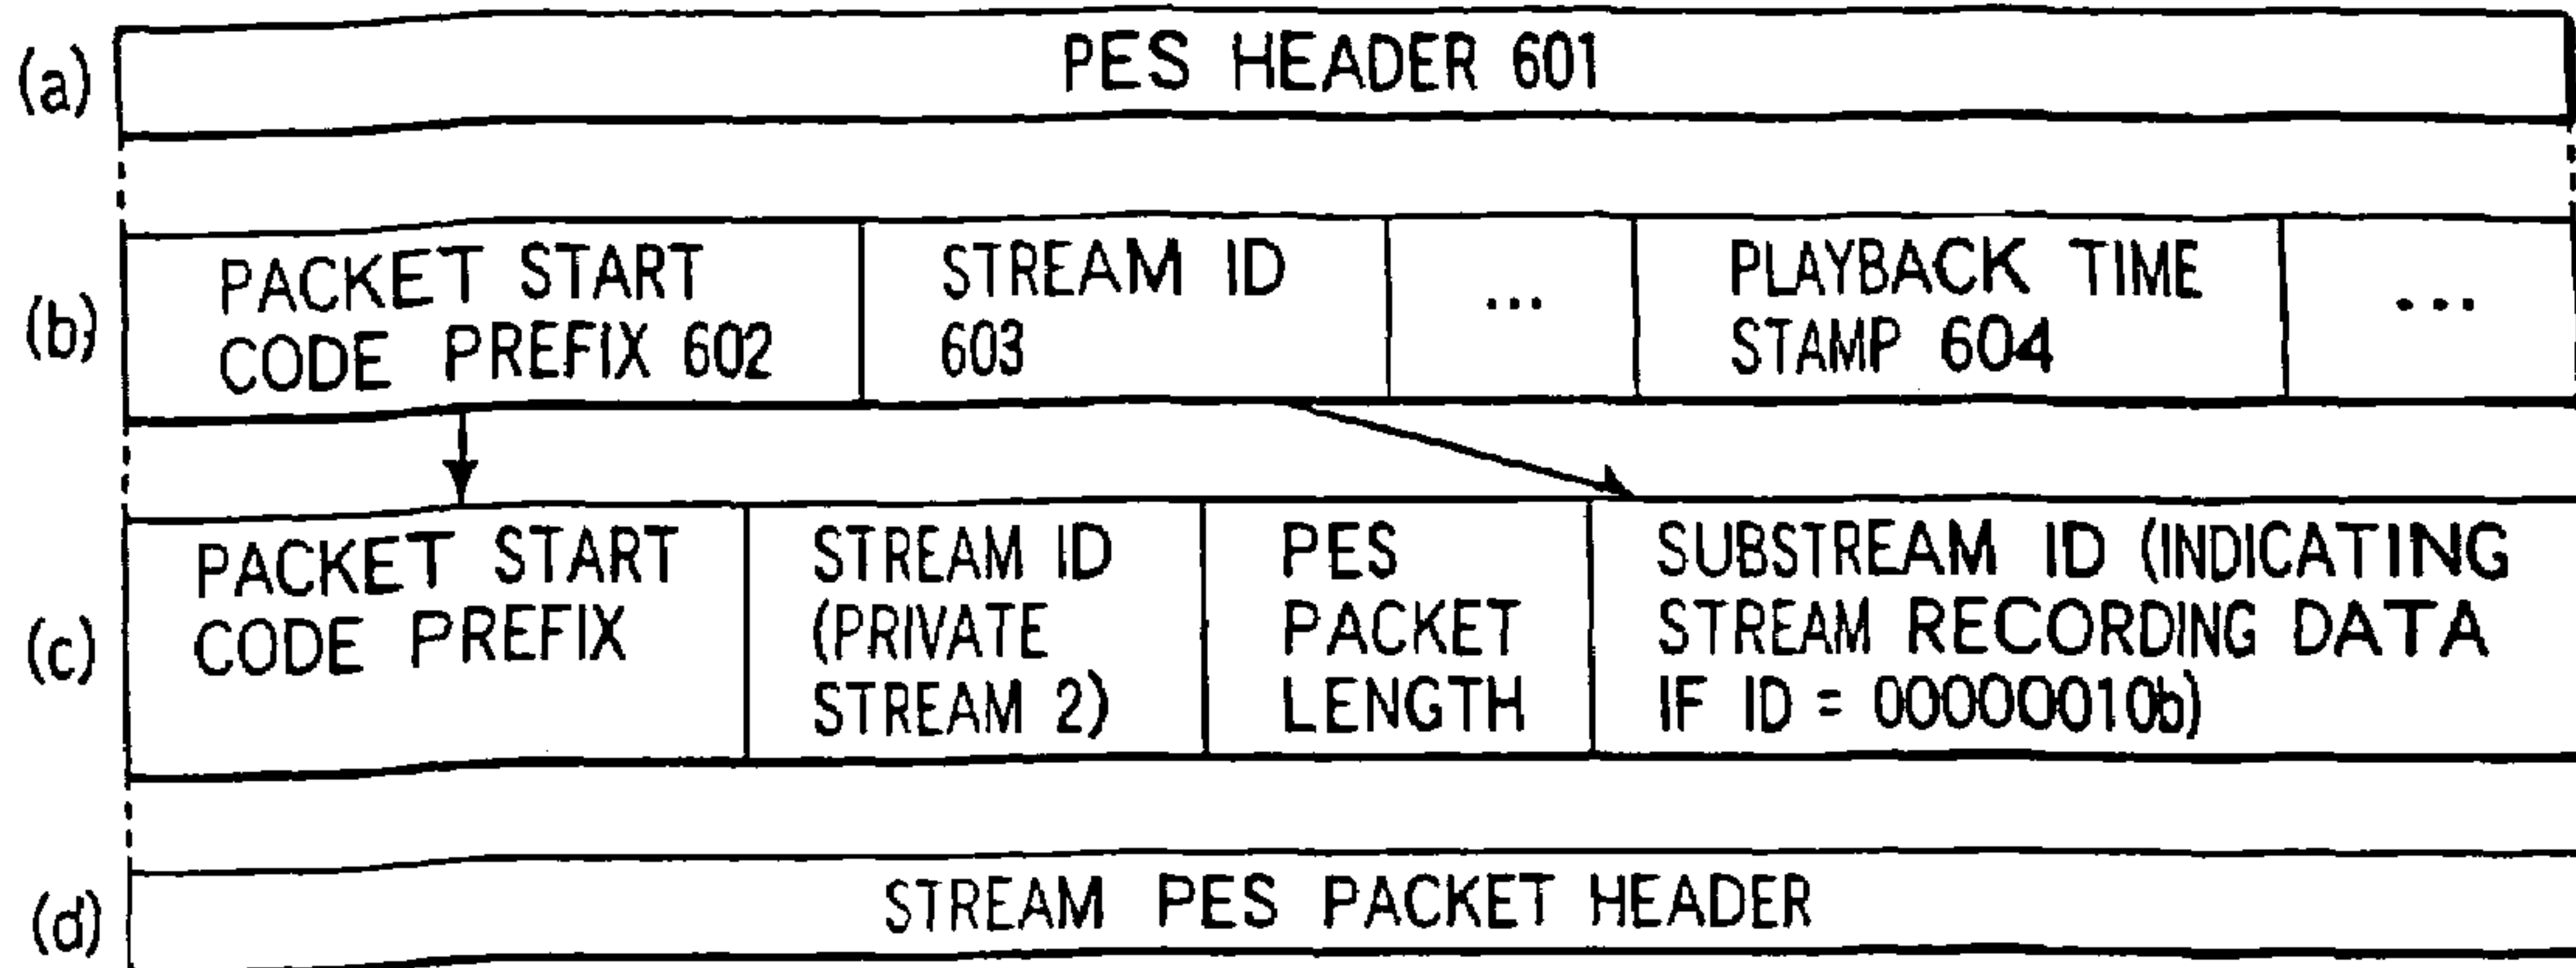 (a)
PES HEADER 601
(b)
PACKET START
CODE PREFIX 602
STREAM ID
603
...
PLAYBACK TIME
STAMP 604
...
(c)
PACKET START
CODE PREFIX
STREAM ID
(PRIVATE
STREAM 2)
PES
PACKET
LENGTH
SUBSTREAM ID (INDICATING
STREAM RECORDING DATA
IF ID = 00000010b)
(d)
STREAM PES PACKET HEADER